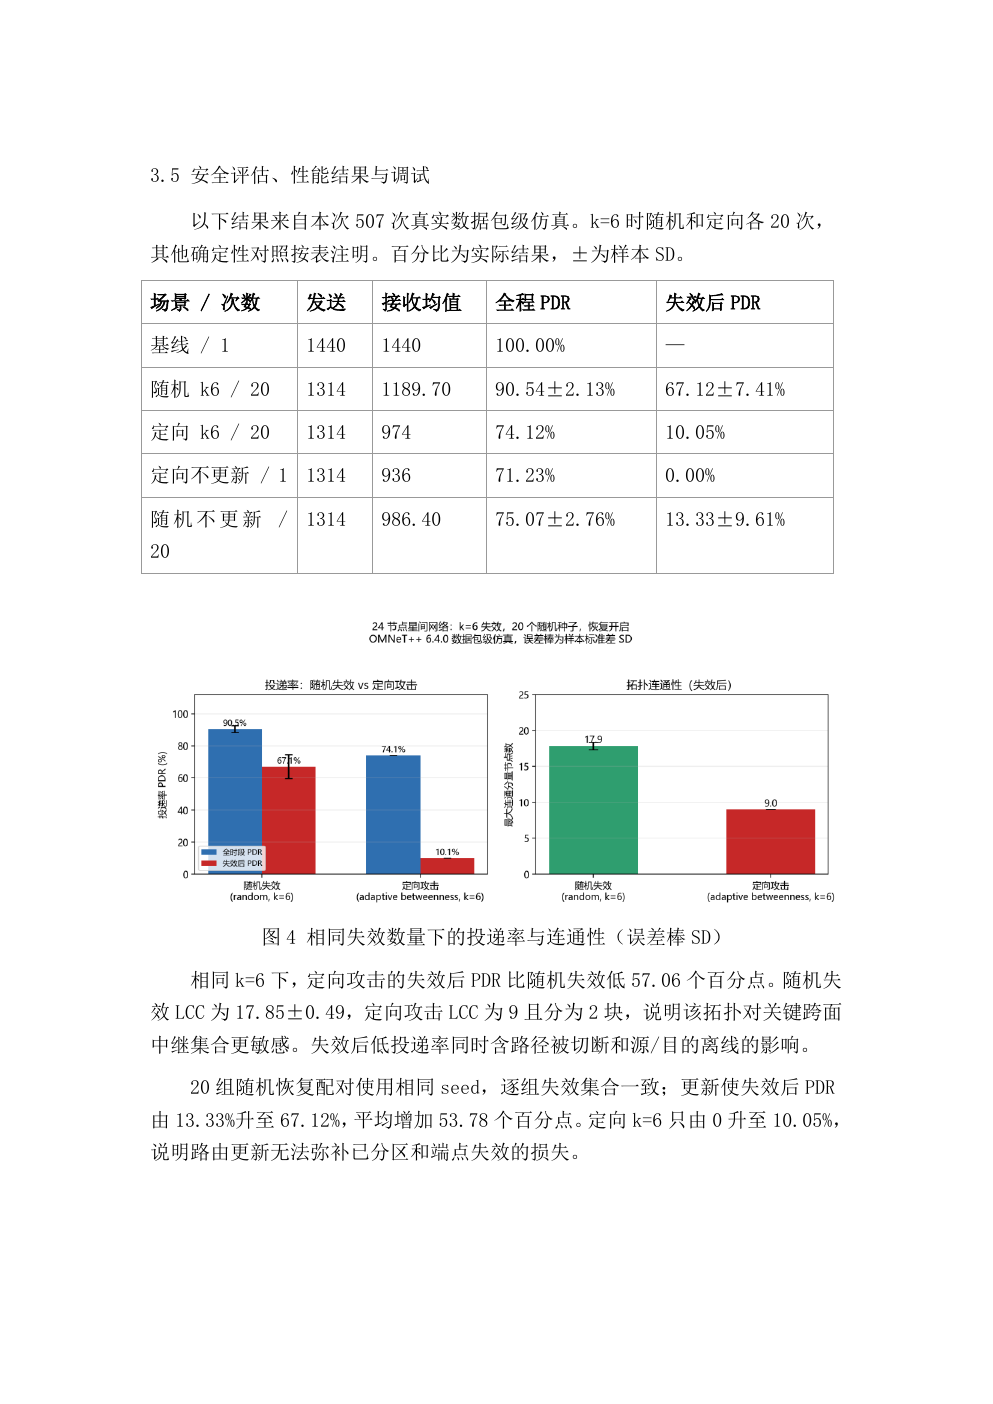 3.5 安全评估、性能结果与调试
以下结果来自本次 507 次真实数据包级仿真。k=6 时随机和定向各 20 次，
其他确定性对照按表注明。百分比为实际结果，±为样本 SD。
场景 / 次数 发送 接收均值 全程 PDR 失效后 PDR
基线 / 1 1440 1440 100.00% —
随机 k6 / 20 1314 1189.70 90.54±2.13% 67.12±7.41%
定向 k6 / 20 1314 974 74.12% 10.05%
定向不更新 / 1 1314 936 71.23% 0.00%
随机不更新 / 1314 986.40 75.07±2.76% 13.33±9.61%
20
24 节点星间网络：k=6 失效，20 个随机种子，恢复开启
OMNeT++ 6.4.0 数据包级仿真，误差棒为样本标准差 SD
投递率：随机失效 vs 定向攻击
投递率 PDR (%)
100
80
60
40
20
0
90.5%
67.1%
74.1%
10.1%
全时段 PDR
失效后 PDR
随机失效
(random, k=6)
定向攻击
(adaptive betweenness, k=6)
拓扑连通性（失效后）
最大连通分量节点数
25
20
15
10
5
0
17.9
9.0
随机失效
(random, k=6)
定向攻击
(adaptive betweenness, k=6)
图 4 相同失效数量下的投递率与连通性（误差棒 SD）
相同 k=6 下，定向攻击的失效后 PDR 比随机失效低 57.06 个百分点。随机失
效 LCC 为 17.85±0.49，定向攻击 LCC 为 9 且分为 2 块，说明该拓扑对关键跨面
中继集合更敏感。失效后低投递率同时含路径被切断和源/目的离线的影响。
20 组随机恢复配对使用相同 seed，逐组失效集合一致；更新使失效后 PDR
由 13.33%升至 67.12%，平均增加 53.78 个百分点。定向 k=6 只由 0 升至 10.05%，
说明路由更新无法弥补已分区和端点失效的损失。